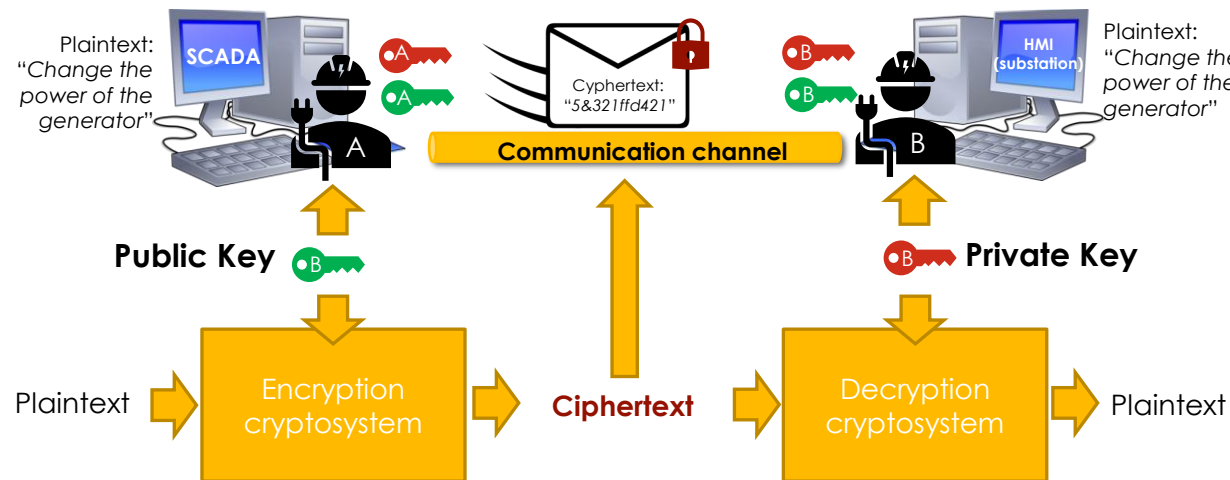 Plaintext:
“Change the
power of the
generator”
SCADA
A
A
A
Cyphertext:
“5&321ffd421”
Communication channel
B
B
B
HMI
(substation)
Plaintext:
“Change the
power of the
generator”
Public Key
B
B
Private Key
Plaintext
Encryption
cryptosystem
Ciphertext
Decryption
cryptosystem
Plaintext